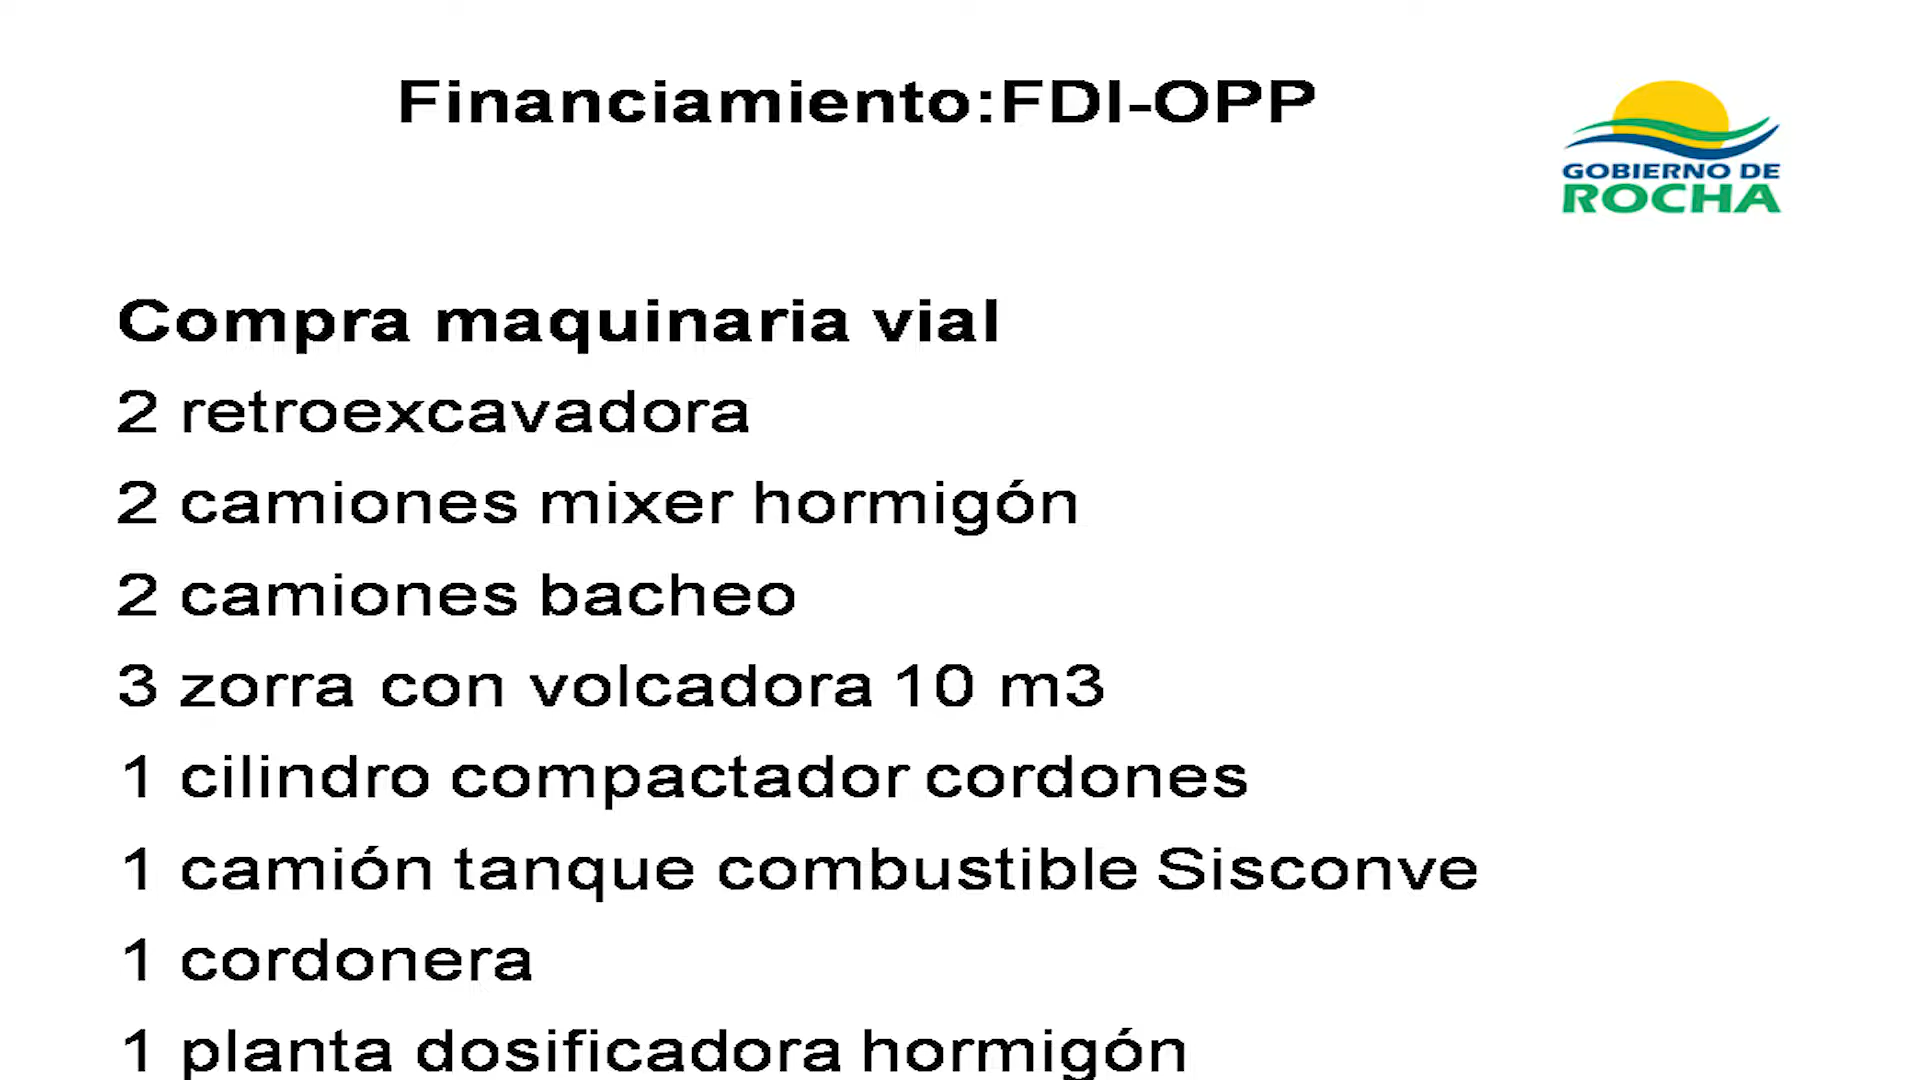 Financiamiento:FDI-OPP
GOBIERNO DE
ROCHA
Compra maquinaria vial
2 retroexcavadora
2 camiones mixer hormigón
2 camiones bacheo
3 zorra con volcadora 10 m3
1 cilindro compactador cordones
1 camión tanque combustible Sisconve
1 cordonera
1 planta dosificadora hormigón